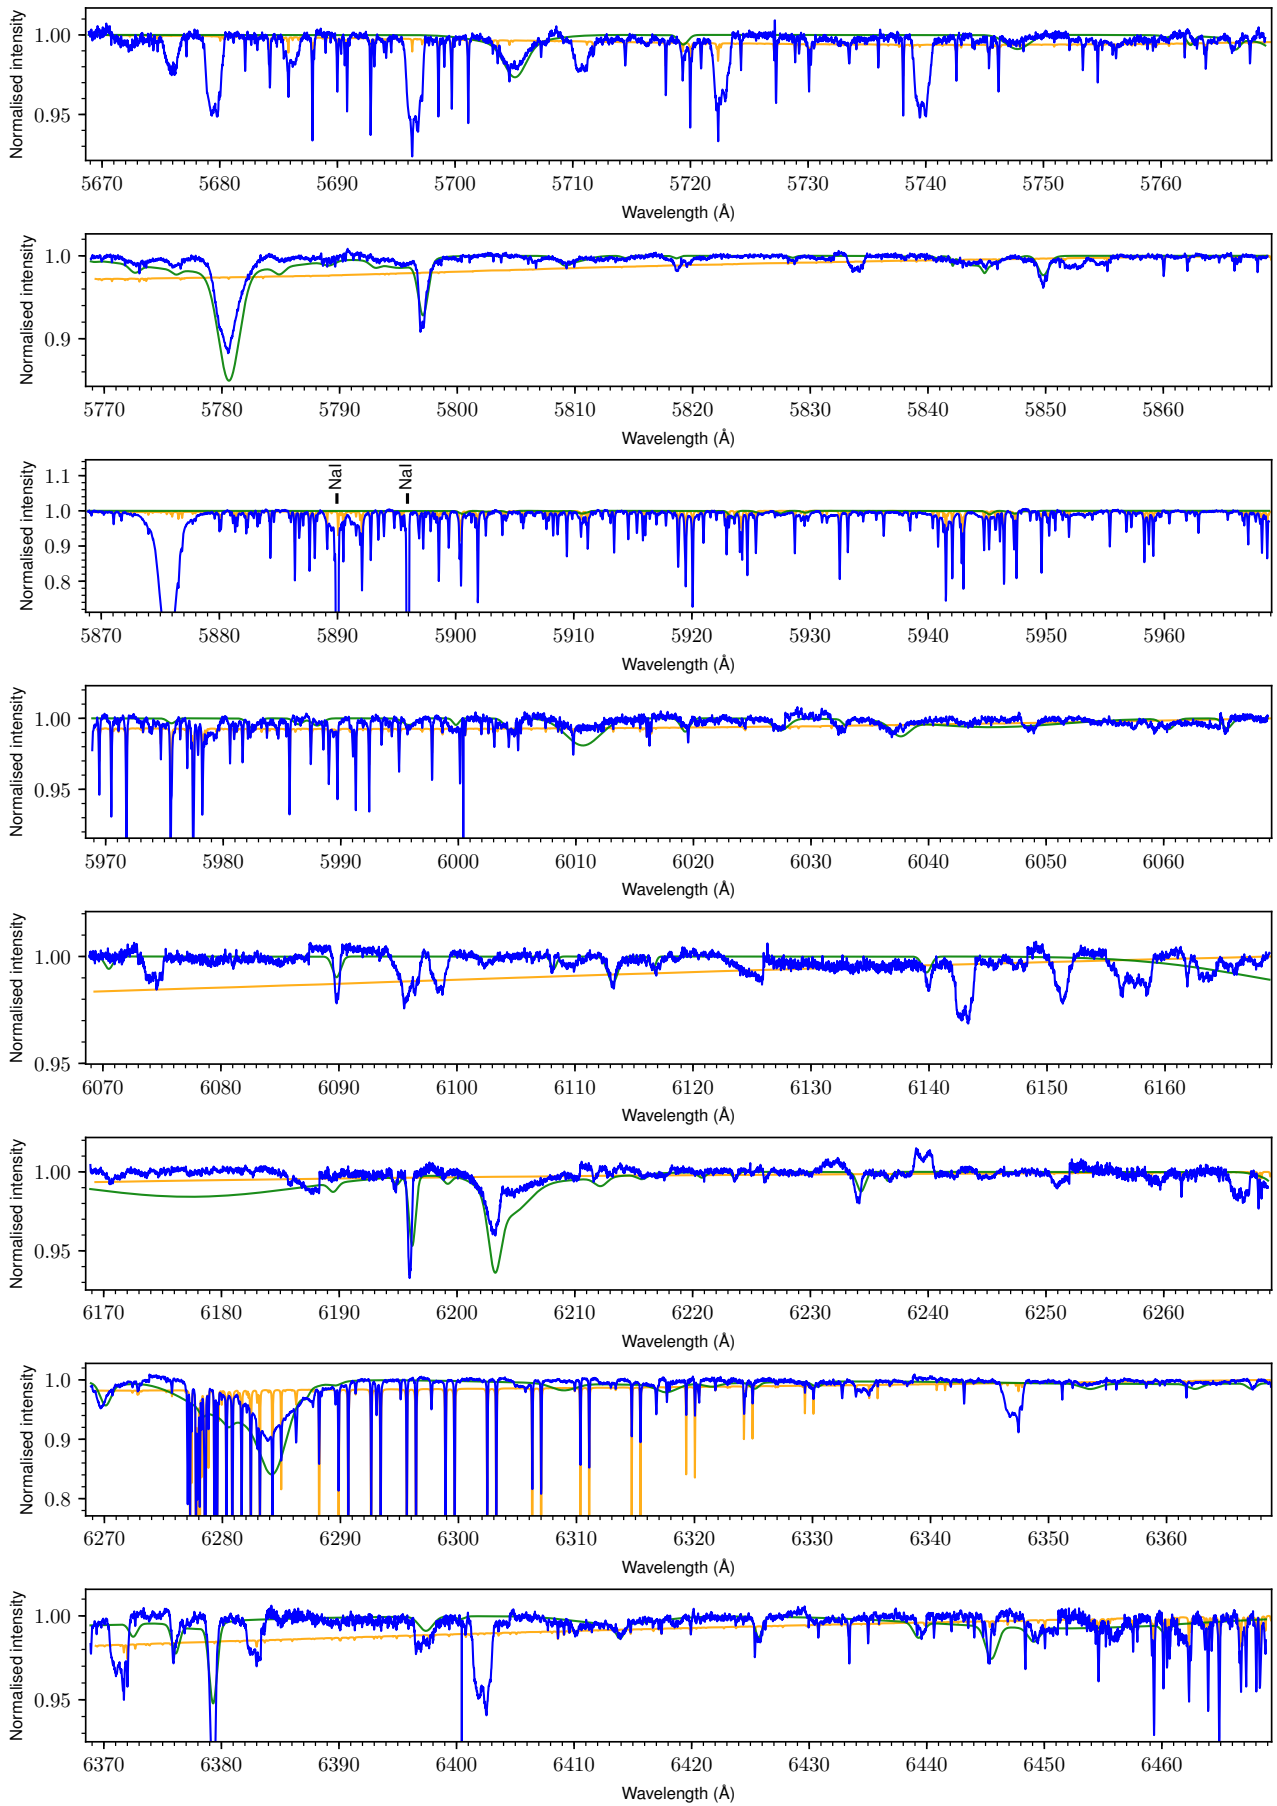 Normalised intensity
1.00
0.95
5670 5680 5690 5700 5710 5720 5730 5740 5750 5760
Wavelength (Å)
Normalised intensity
1.0
0.9
5770 5780 5790 5800 5810 5820 5830 5840 5850 5860
Wavelength (Å)
Normalised intensity
1.1
1.0
0.9
0.8
NaI NaI
5870 5880 5890 5900 5910 5920 5930 5940 5950 5960
Wavelength (Å)
Normalised intensity
1.00
0.95
5970 5980 5990 6000 6010 6020 6030 6040 6050 6060
Wavelength (Å)
Normalised intensity
1.00
0.95
6070 6080 6090 6100 6110 6120 6130 6140 6150 6160
Wavelength (Å)
Normalised intensity
1.00
0.95
6170 6180 6190 6200 6210 6220 6230 6240 6250 6260
Wavelength (Å)
Normalised intensity
1.0
0.9
0.8
6270 6280 6290 6300 6310 6320 6330 6340 6350 6360
Wavelength (Å)
Normalised intensity
1.00
0.95
6370 6380 6390 6400 6410 6420 6430 6440 6450 6460
Wavelength (Å)